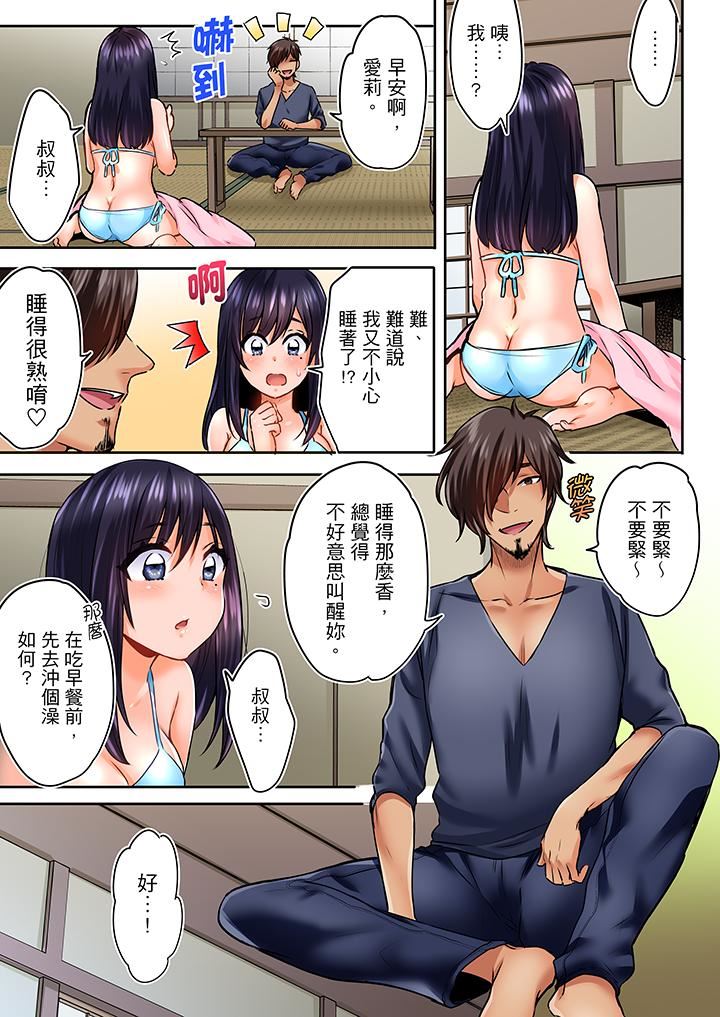 ……
咦…
我……？
早安啊，
愛莉。
嚇
到
叔叔…
難、
難道說
我又不小心
睡著了!?
啊
睡得很熟唷♡
不要緊～
不要緊～
微笑
睡得那麼香，
總覺得
不好意思叫醒妳。
叔叔…
那麼
在吃早餐前，
先去沖個澡
如何？
好…！